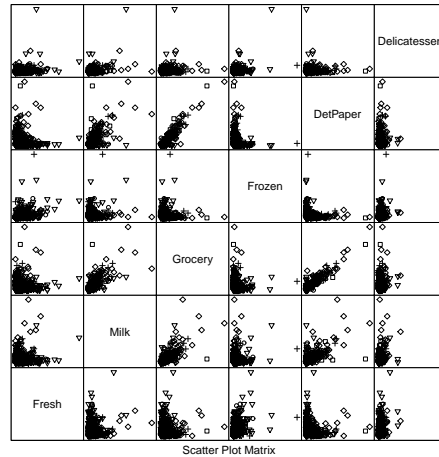 Delicatessen
DetPaper
Frozen
Grocery
Milk
Fresh
Scatter Plot Matrix